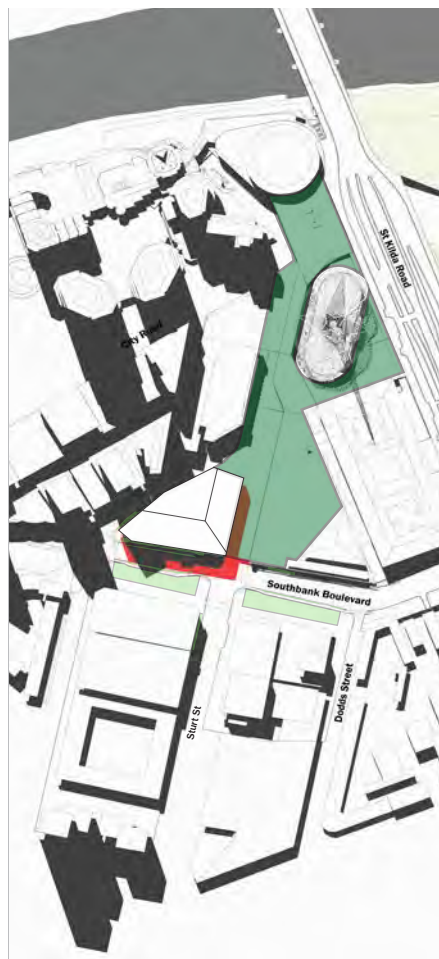 St Kilda Road
City Road
Southbank Boulevard
Dodds Street
Sturt St